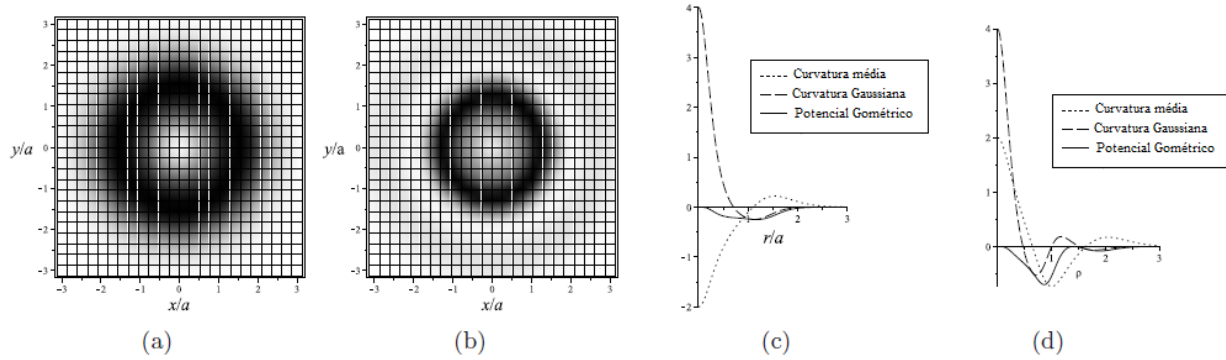 3
2
1
y/a 0
-1
-2
-3
-3 -2 -1 0 1 2 3
x/a
(a)
3
2
1
y/a 0
-1
-2
-3
-3 -2 -1 0 1 2 3
x/a
(b)
4
3
2
1
0
-1
-2
1 2 3
r/a
Curvatura média
Curvatura Gaussiana
Potencial Gométrico
(c)
4
3
2
1
0
2 3
ρ
Curvatura média
Curvatura Gaussiana
Potencial Gométrico
(d)